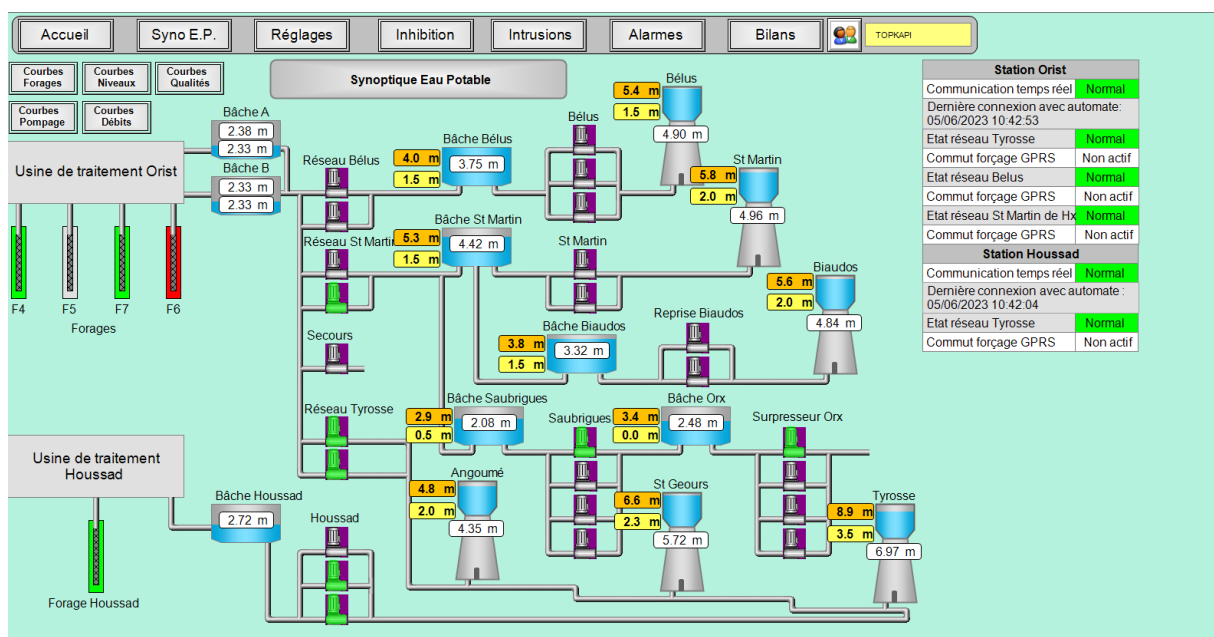 Accueil
Syno E.P.
Réglages
Inhibition
Intrusions
Alarmes
Bilans
TOPKAPI
Courbes
Forages
Courbes
Niveaux
Courbes
Qualités
Courbes
Pompage
Courbes
Débits
Synoptique Eau Potable
Bâche A
2.38 m
2.33 m
Bâche B
2.33 m
2.33 m
Usine de traitement Orist
F4
F5
F7
F6
Forages
Réseau Bélus
4.0 m
1.5 m
Bâche Bélus
3.75 m
Bélus
5.4 m
1.5 m
Bélus
4.90 m
St Martin
5.8 m
2.0 m
4.96 m
Réseau St Martin
5.3 m
1.5 m
Bâche St Martin
4.42 m
St Martin
Biaudos
5.6 m
2.0 m
4.84 m
Secours
Bâche Biaudos
3.8 m
1.5 m
3.32 m
Reprise Biaudos
Réseau Tyrosse
2.9 m
0.5 m
Bâche Saubrigues
2.08 m
Saubrigues
3.4 m
0.0 m
Bâche Orx
2.48 m
Surpresseur Orx
Angoumé
4.8 m
2.0 m
4.35 m
St Geours
6.6 m
2.3 m
5.72 m
Tyrosse
8.9 m
3.5 m
6.97 m
Usine de traitement
Houssad
Bâche Houssad
2.72 m
Houssad
Forage Houssad
Station Orist
Communication temps réel Normal
Dernière connexion avec automate:
05/06/2023 10:42:53
Etat réseau Tyrosse Normal
Commut forçage GPRS Non actif
Etat réseau Belus Normal
Commut forçage GPRS Non actif
Etat réseau St Martin de Hx Normal
Commut forçage GPRS Non actif
Station Houssad
Communication temps réel Normal
Dernière connexion avec automate :
05/06/2023 10:42:04
Etat réseau Tyrosse Normal
Commut forçage GPRS Non actif